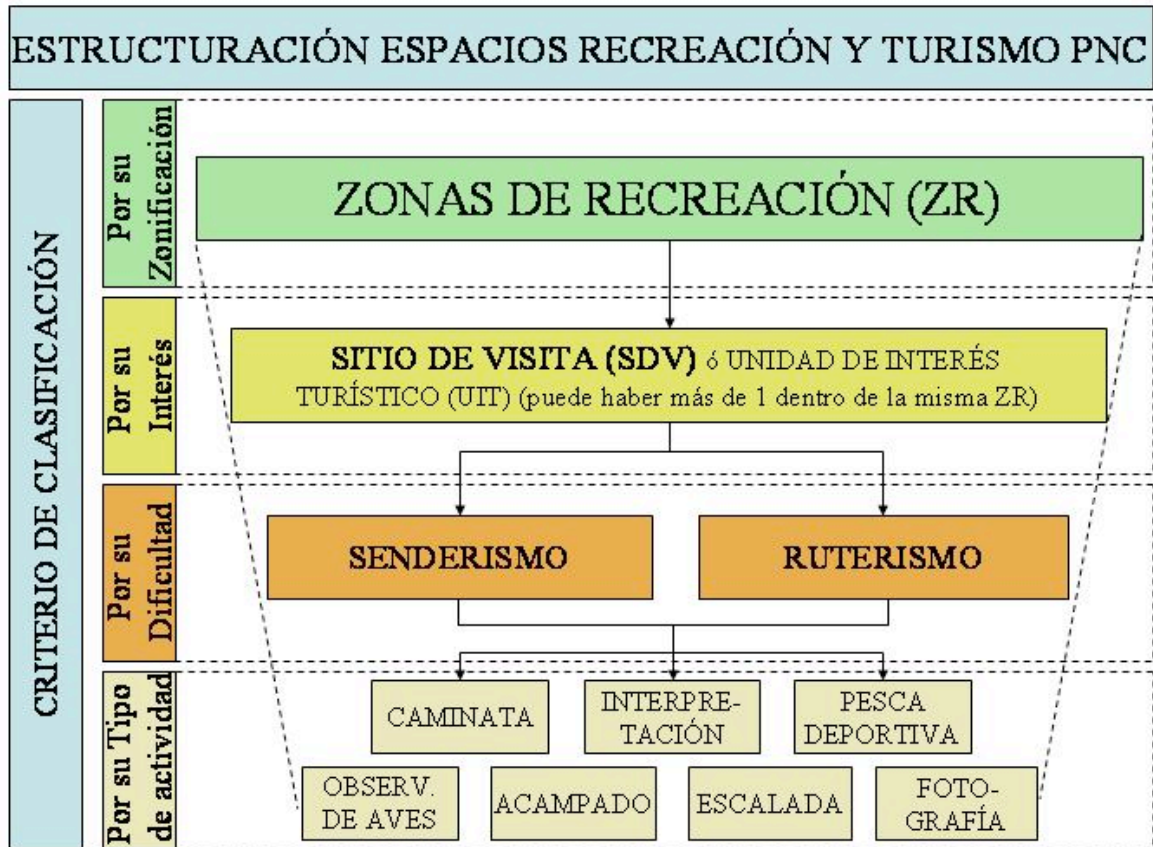 ESTRUCTURACIÓN ESPACIOS RECREACIÓN Y TURISMO PNC
CRITERIO DE CLASIFICACIÓN
Por su
Zonificación
ZONAS DE RECREACIÓN (ZR)
Por su
Interés
SITIO DE VISITA (SDV) ó UNIDAD DE INTERÉS
TURÍSTICO (UIT) (puede haber más de 1 dentro de la misma ZR)
Por su
Dificultad
SENDERISMO
RUTERISMO
Por su Tipo
de actividad
CAMINATA
INTERPRE-
TACIÓN
PESCA
DEPORTIVA
OBSERV.
DE AVES
ACAMPADO
ESCALADA
FOTO-
GRAFÍA